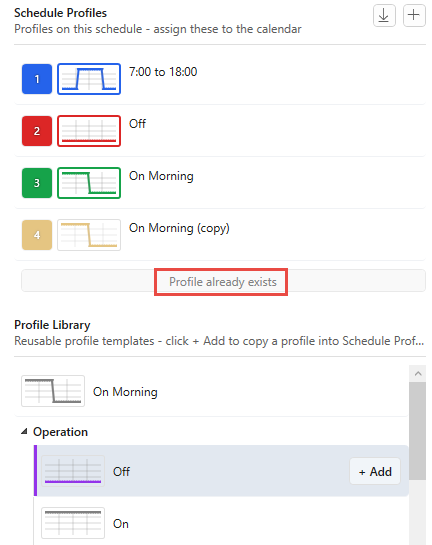 Schedule Profiles
Profiles on this schedule - assign these to the calendar
1
7:00 to 18:00
2
Off
3
On Morning
4
On Morning (copy)
Profile already exists
Profile Library
Reusable profile templates - click + Add to copy a profile into Schedule Prof...
On Morning
Operation
Off
+ Add
On